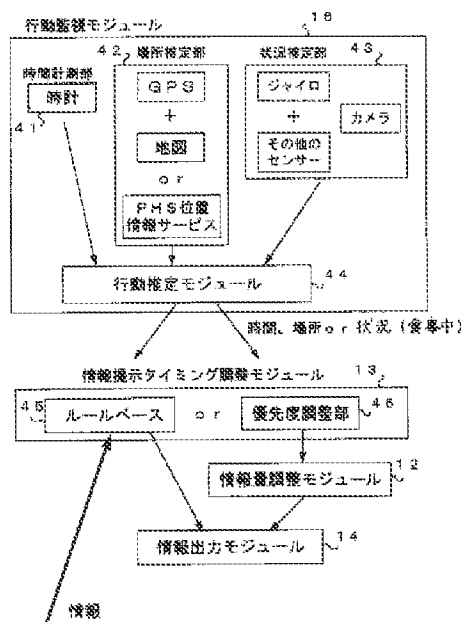 行動監視モジュール
16
42
場所推定部
状況推定部
43
時間計測部
時計
41
GPS
+
地図
or
PHS位置
情報サービス
ジャイロ
+
その他の
センサー
カメラ
行動推定モジュール
44
時間、場所or状況(食事中)
情報提示タイミング調整モジュール
13
45
ルールベース
or
優先度調整部
46
情報量調整モジュール
12
情報出力モジュール
14
情報